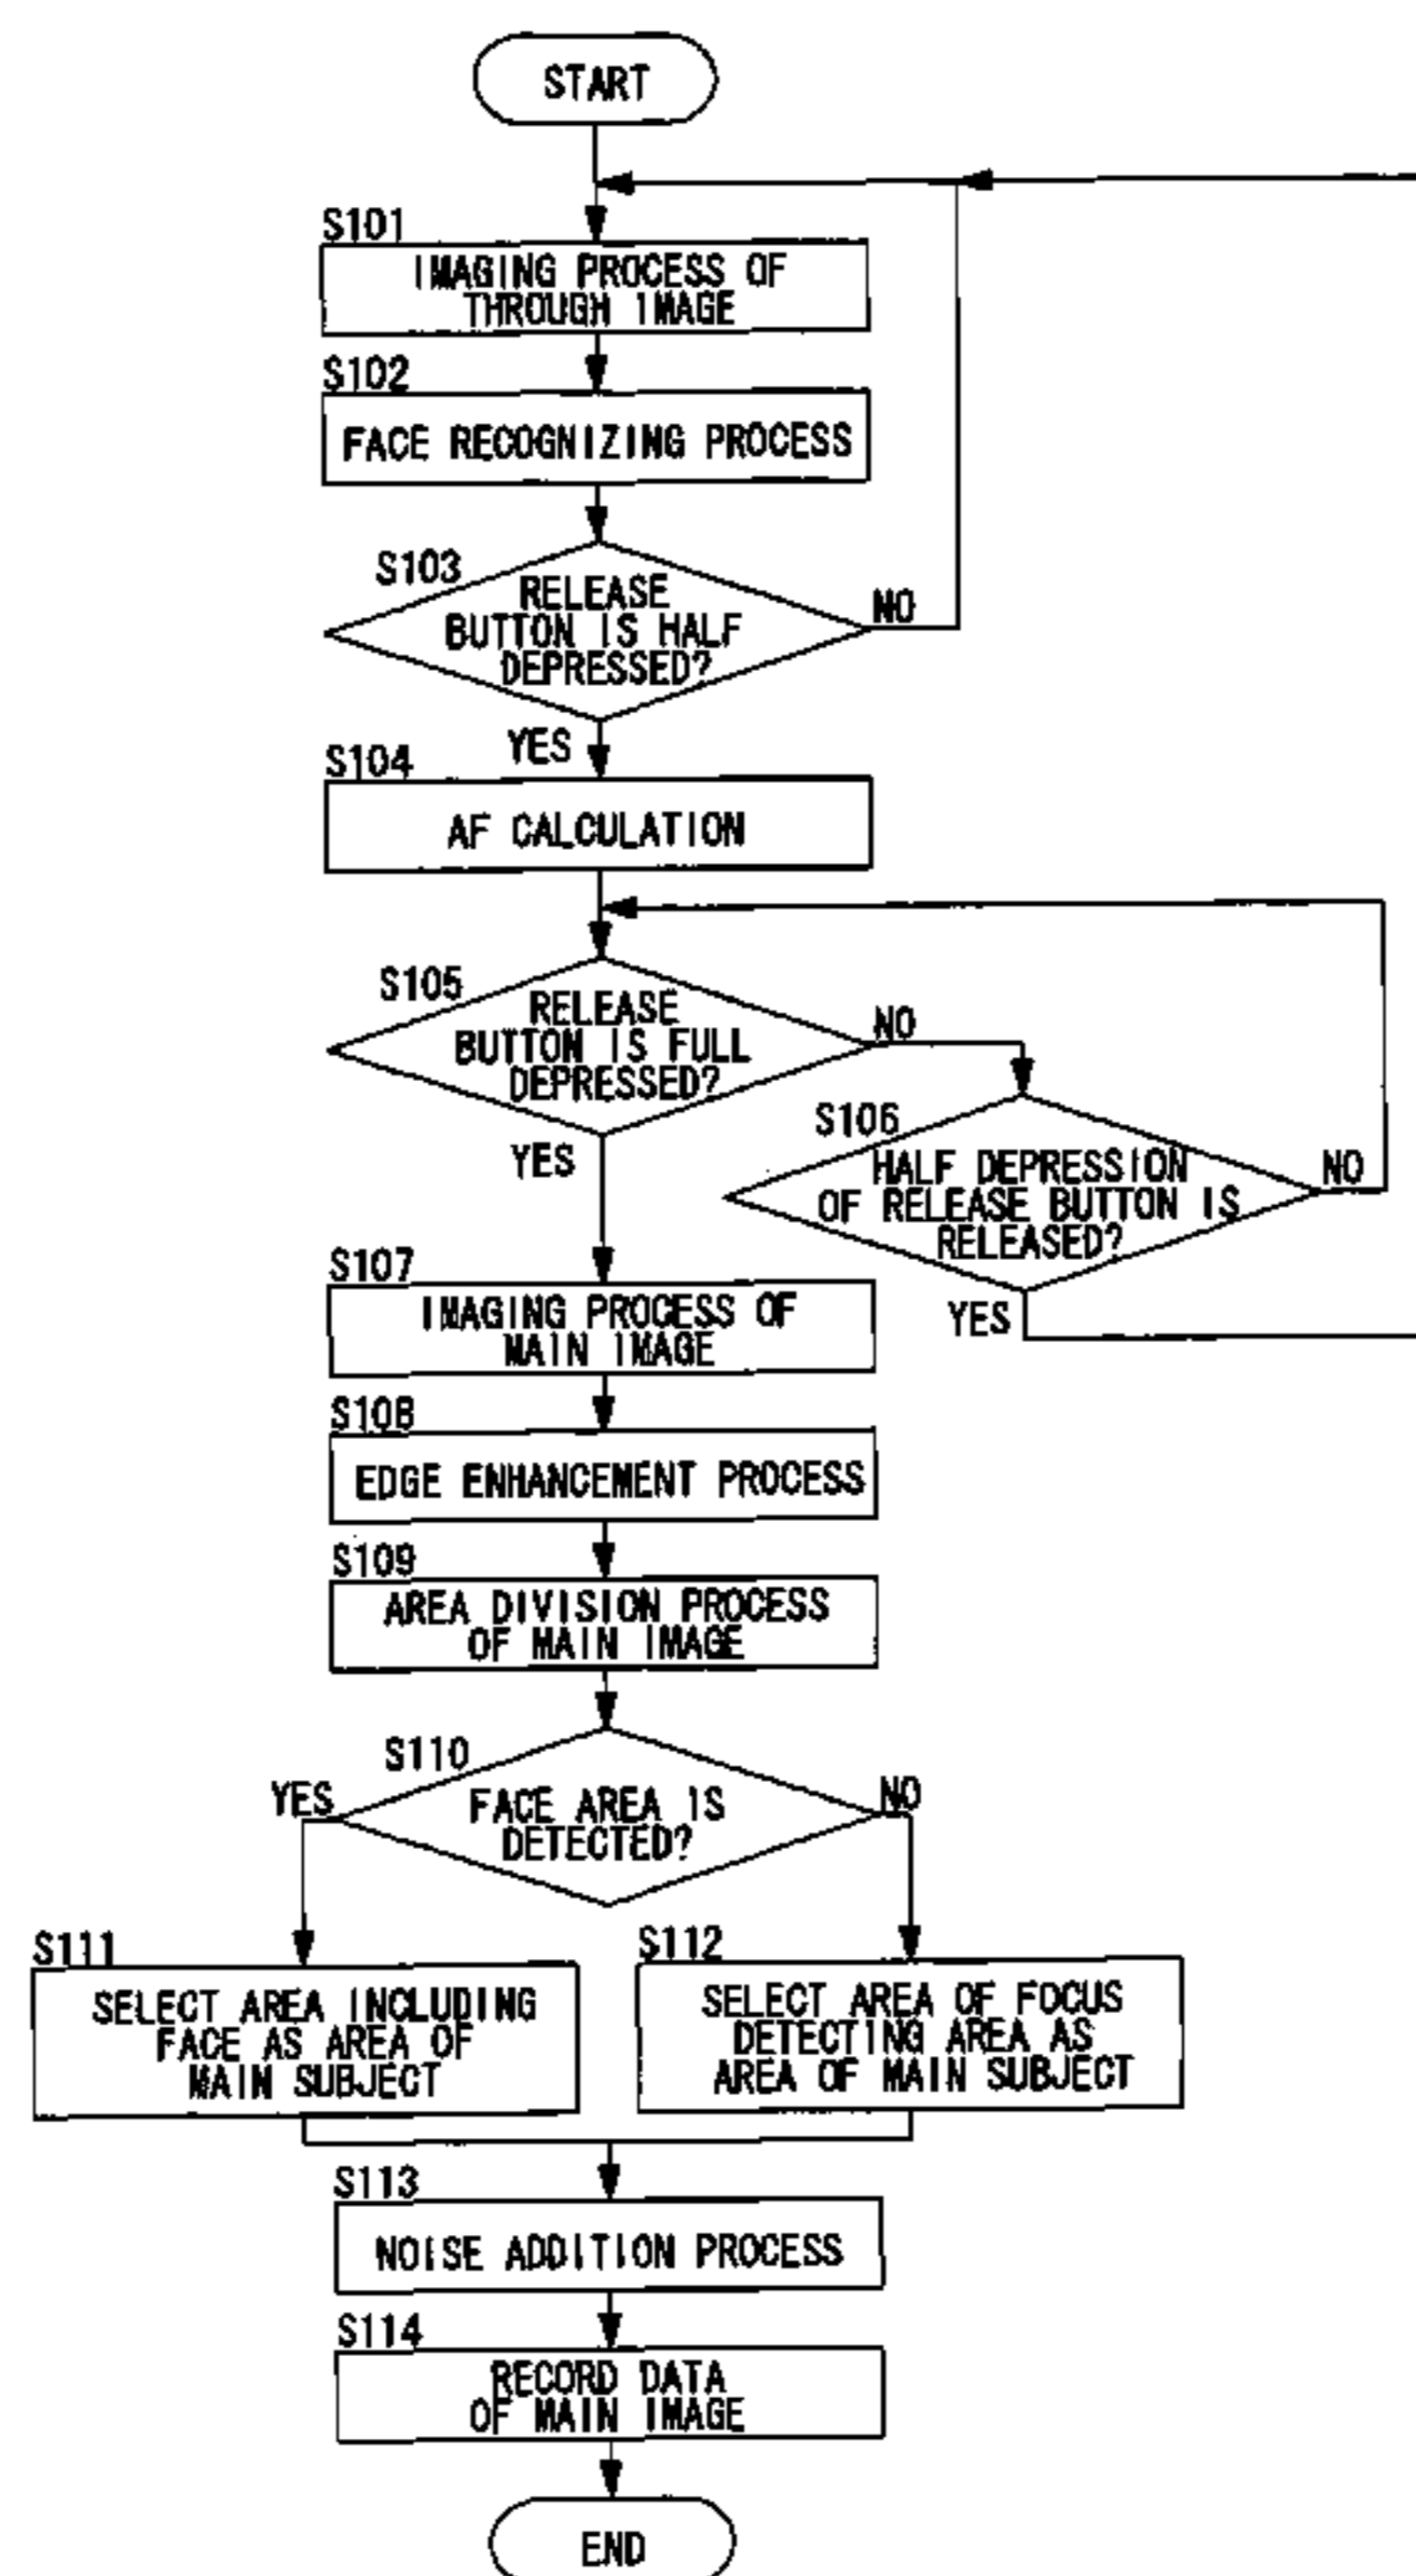 START
S101
IMAGING PROCESS OF
THROUGH IMAGE
S102
FACE RECOGNIZING PROCESS
S103
RELEASE
BUTTON IS HALF
DEPRESSED?
NO
YES
S104
AF CALCULATION
S105
RELEASE
BUTTON IS FULL
DEPRESSED?
NO
YES
S106
HALF DEPRESSION
OF RELEASE BUTTON IS
RELEASED?
NO
YES
S107
IMAGING PROCESS OF
MAIN IMAGE
S108
EDGE ENHANCEMENT PROCESS
S109
AREA DIVISION PROCESS
OF MAIN IMAGE
S110
FACE AREA IS
DETECTED?
YES
NO
S111
SELECT AREA INCLUDING
FACE AS AREA OF
MAIN SUBJECT
S112
SELECT AREA OF FOCUS
DETECTING AREA AS
AREA OF MAIN SUBJECT
S113
NOISE ADDITION PROCESS
S114
RECORD DATA
OF MAIN IMAGE
END